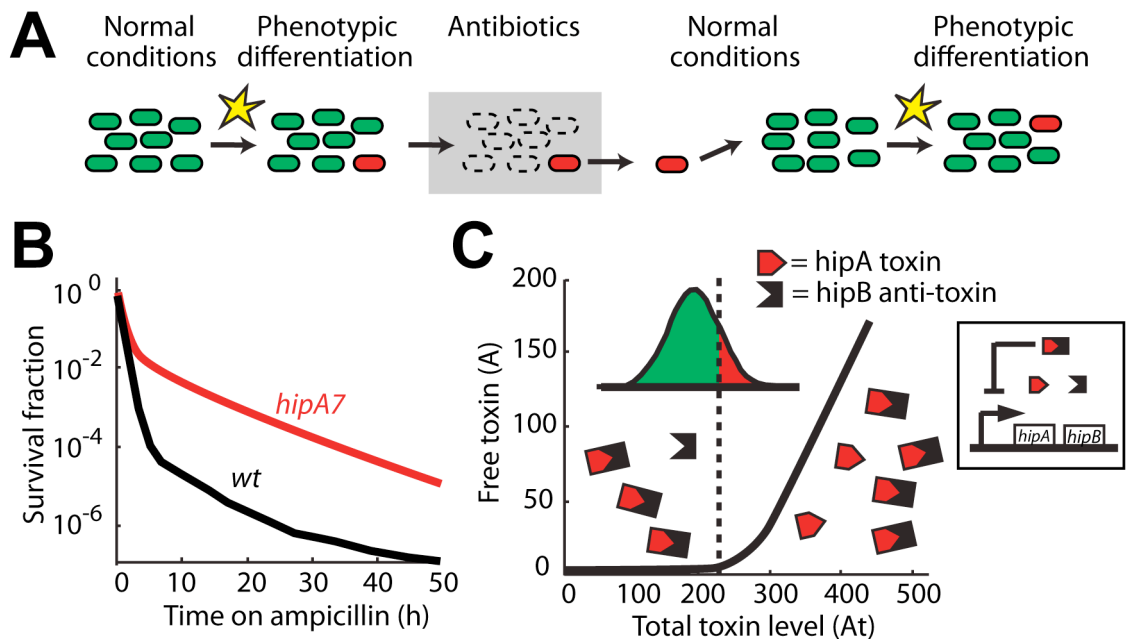 A
Normal
conditions
Phenotypic
differentiation
Antibiotics
Normal
conditions
Phenotypic
differentiation
B
Survival fraction
10^0
10^-2
10^-4
10^-6
hipA7
wt
0
10
20
30
40
50
Time on ampicillin (h)
C
= hipA toxin
= hipB anti-toxin
Free toxin (A)
200
150
100
50
0
0
100
200
300
400
500
Total toxin level (At)
hipA
hipB